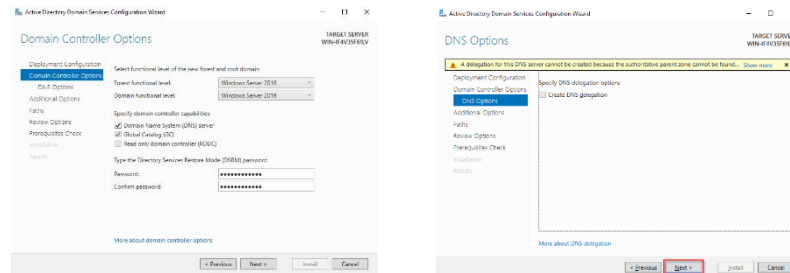 Active Directory Domain Services Configuration Wizard
Domain Controller Options
TARGET SERVER
WIN-IF4V35F6ILV
Deployment Configuration
Domain Controller Options
DNS Options
Additional Options
Paths
Review Options
Prerequisites Check
Installation
Results
Select functional level of the new forest and root domain
Forest functional level:
Windows Server 2016
Domain functional level:
Windows Server 2016
Specify domain controller capabilities
Domain Name System (DNS) server
Global Catalog (GC)
Read only domain controller (RODC)
Type the Directory Services Restore Mode (DSRM) password
Password:
Confirm password:
More about domain controller options
< Previous
Next >
Install
Cancel
Active Directory Domain Services Configuration Wizard
DNS Options
TARGET SERVE
WIN-IF4V35F6ILV
A delegation for this DNS server cannot be created because the authoritative parent zone cannot be found... Show more
Deployment Configuration
Domain Controller Options
DNS Options
Additional Options
Paths
Review Options
Prerequisites Check
Installation
Results
Specify DNS delegation options
Create DNS delegation
More about DNS delegation
< Previous
Next >
Install
Cancel